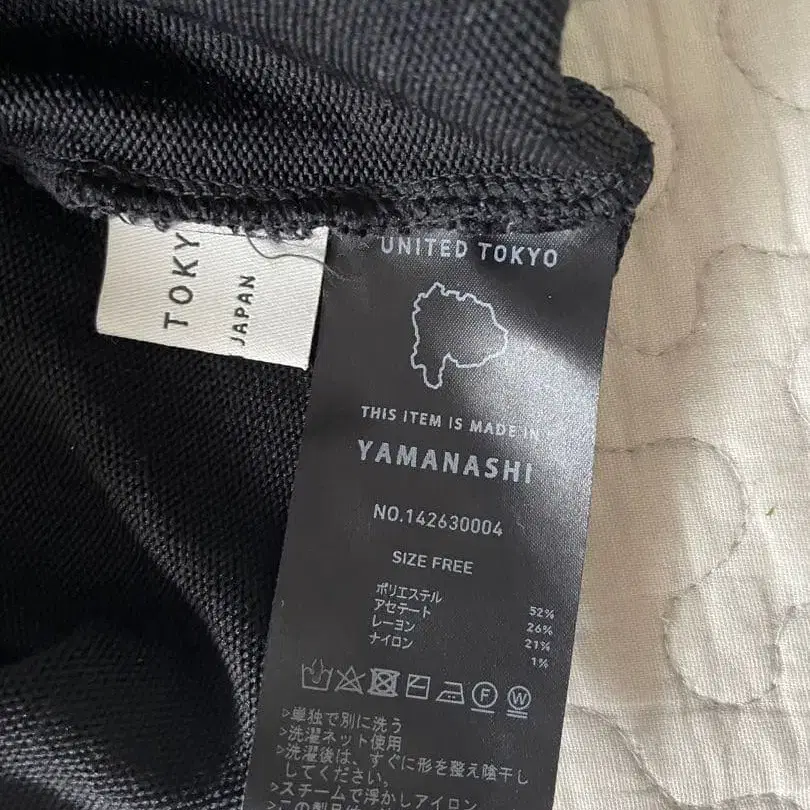 TOKY
JAPAN
UNITED TOKYO
THIS ITEM IS MADE IN
YAMANASHI
NO.142630004
SIZE FREE
ポリエステル 52%
アセテート 26%
レーヨン 21%
ナイロン 1%
F W
>単独で別に洗う
>洗濯ネット使用
>洗濯後は、すぐに形を整え陰干し
してください。
>スチームで浮かしアイロン
>この製品